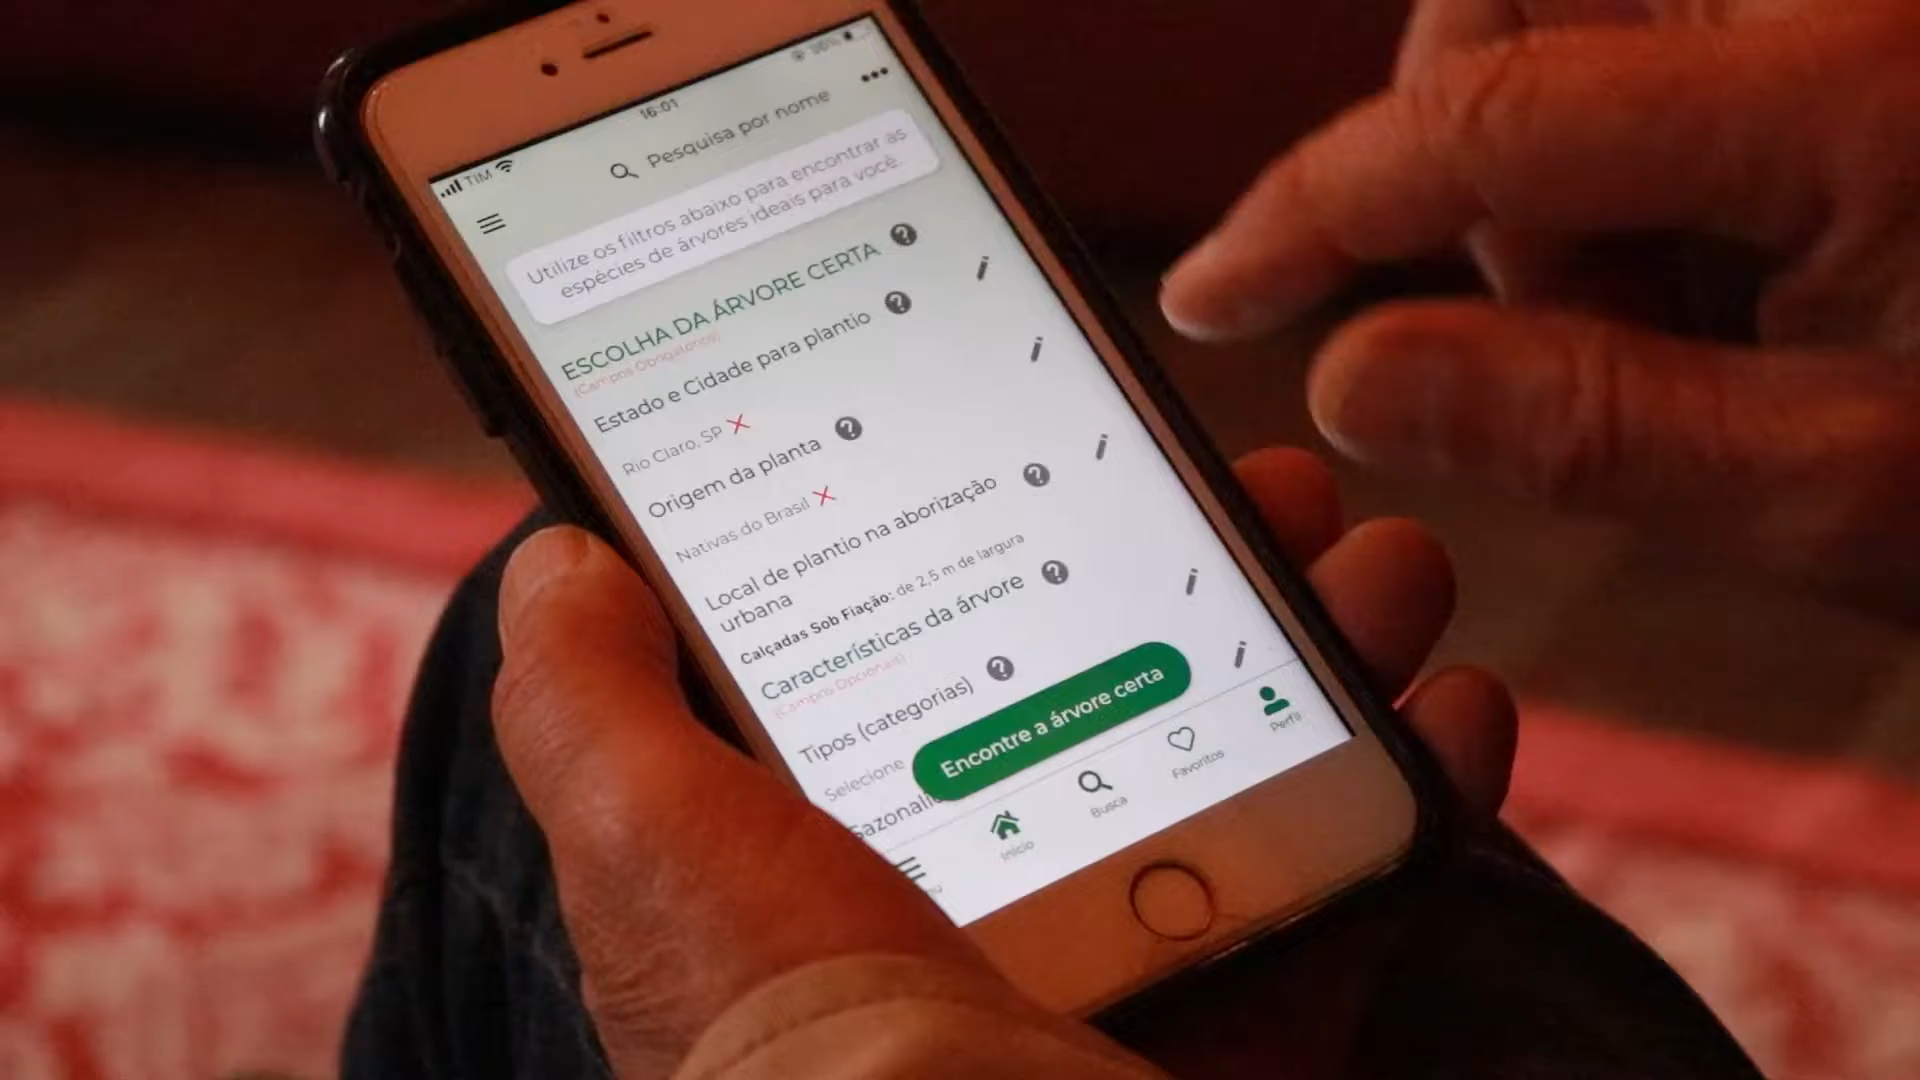 TIM
16:01
36%
Pesquisa por nome
Utilize os filtros abaixo para encontrar as
espécies de árvores ideais para você.
ESCOLHA DA ÁRVORE CERTA
(Campos Obrigatórios)
Estado e Cidade para plantio
Rio Claro, SP
Origem da planta
Nativas do Brasil
Local de plantio na aborização
urbana
Calçadas Sob Fiação: de 2,5 m de largura
Características da árvore
(Campos Opcionais)
Tipos (categorias)
Selecione
Encontre a árvore certa
Início
Busca
Favoritos
Perfil